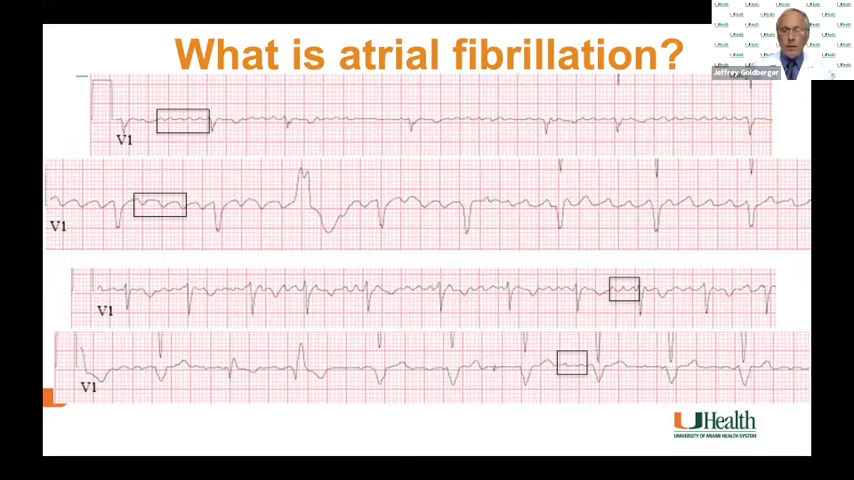 What is atrial fibrillation?
Jeffrey Goldberger
V1
V1
V1
V1
UHealth
UNIVERSITY OF MIAMI HEALTH SYSTEM